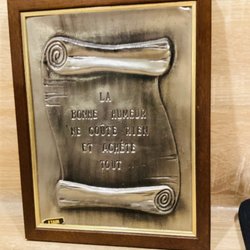 LA
BONNE HUMEUR
NE COÛTE RIEN
ET ACHÈTE
TOUT